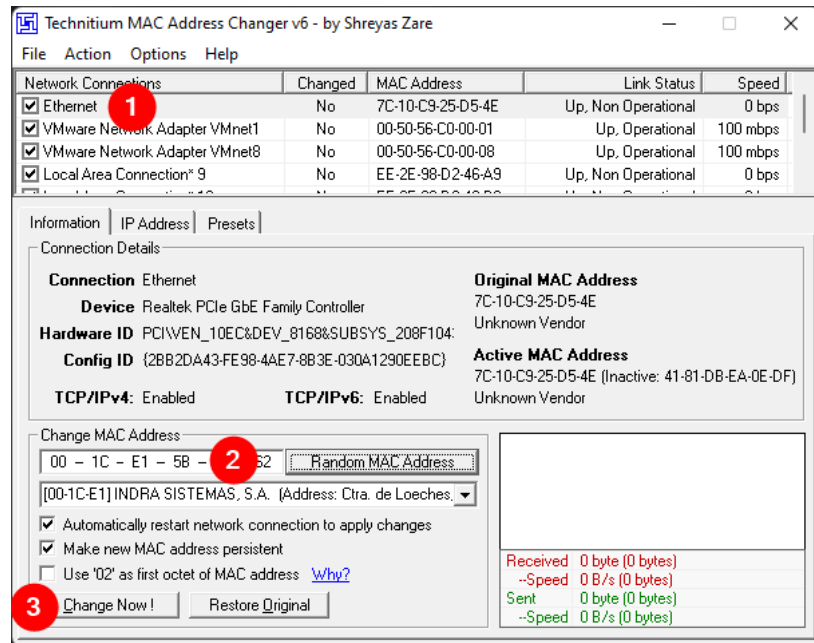 Technitium MAC Address Changer v6 - by Shreyas Zare
File Action Options Help
Network Connections Changed MAC Address Link Status Speed
Ethernet 1 No 7C-10-C9-25-D5-4E Up, Non Operational 0 bps
VMware Network Adapter VMnet1 No 00-50-56-C0-00-01 Up, Operational 100 mbps
VMware Network Adapter VMnet8 No 00-50-56-C0-00-08 Up, Operational 100 mbps
Local Area Connection* 9 No EE-2E-98-D2-46-A9 Up, Non Operational 0 bps
Information IP Address Presets
Connection Details
Connection Ethernet
Device Realtek PCIe GbE Family Controller
Hardware ID PCI\VEN_10EC&DEV_8168&SUBSYS_208F104:
Config ID {2BB2DA43-FE98-4AE7-8B3E-030A1290EEBC}
TCP/IPv4: Enabled TCP/IPv6: Enabled
Original MAC Address
7C-10-C9-25-D5-4E
Unknown Vendor
Active MAC Address
7C-10-C9-25-D5-4E (Inactive: 41-81-DB-EA-0E-DF)
Unknown Vendor
Change MAC Address
00 - 1C - E1 - 5B - 2 62 Random MAC Address
[00-1C-E1] INDRA SISTEMAS, S.A. (Address: Ctra. de Loeches,
Automatically restart network connection to apply changes
Make new MAC address persistent
Use '02' as first octet of MAC address Why?
3 Change Now ! Restore Original
Received 0 byte (0 bytes)
--Speed 0 B/s (0 bytes)
Sent 0 byte (0 bytes)
--Speed 0 B/s (0 bytes)